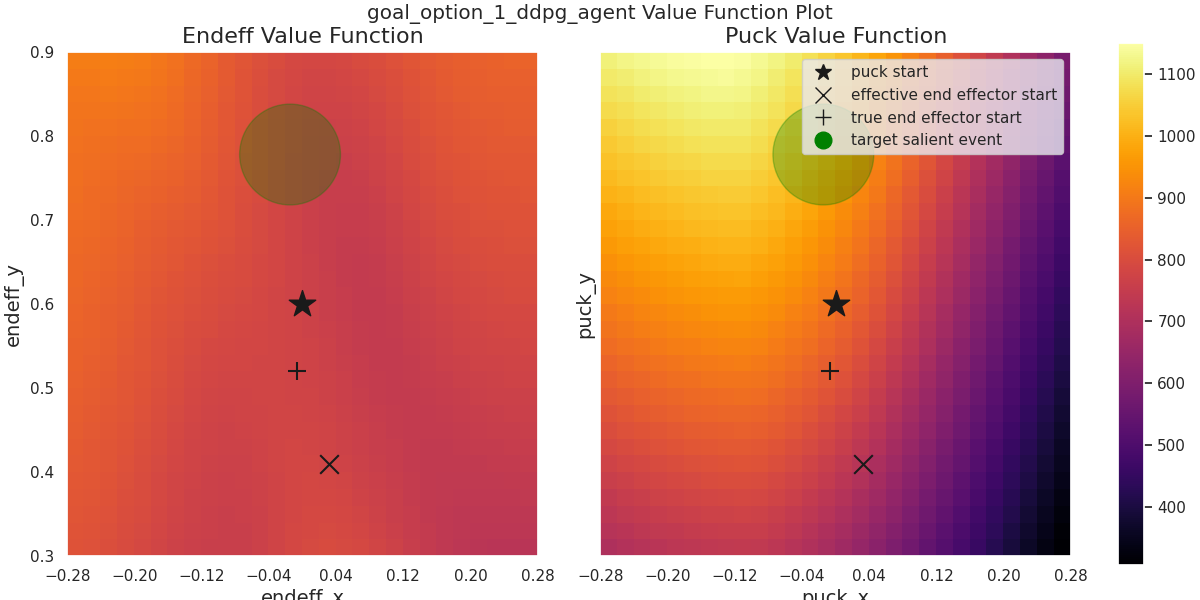 goal_option_1_ddpg_agent Value Function Plot
Endeff Value Function
Puck Value Function
0.9
0.8
0.7
0.6
0.5
0.4
0.3
endeff_y
−0.28 −0.20 −0.12 −0.04 0.04 0.12 0.20 0.28
endeff_x
puck start
effective end effector start
true end effector start
target salient event
puck_y
−0.28 −0.20 −0.12 −0.04 0.04 0.12 0.20 0.28
puck_x
1100
1000
900
800
700
600
500
400